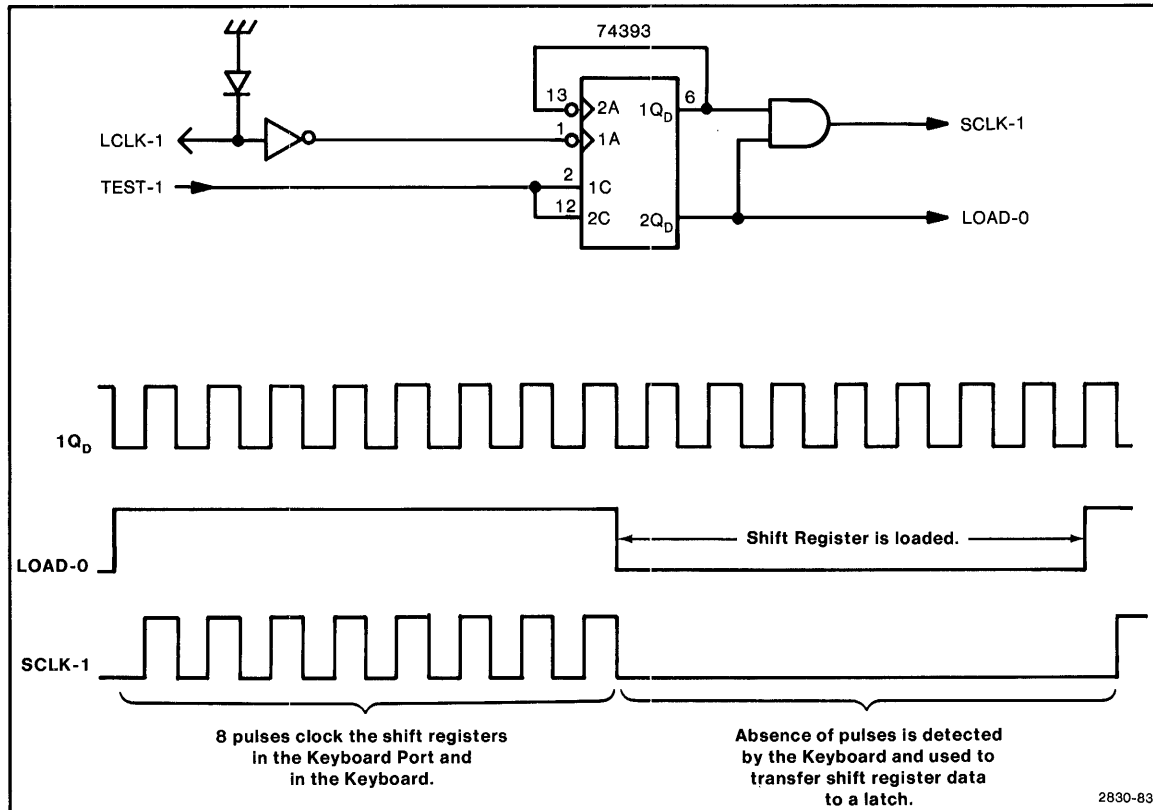 74393
13 2A 1Q_D 6
LCLK-1 1 1A SCLK-1
TEST-1 2 1C
12 2C 2Q_D LOAD-0
1Q_D
Shift Register is loaded.
LOAD-0
SCLK-1
8 pulses clock the shift registers
in the Keyboard Port and
in the Keyboard.
Absence of pulses is detected
by the Keyboard and used to
transfer shift register data
to a latch.
2830-83